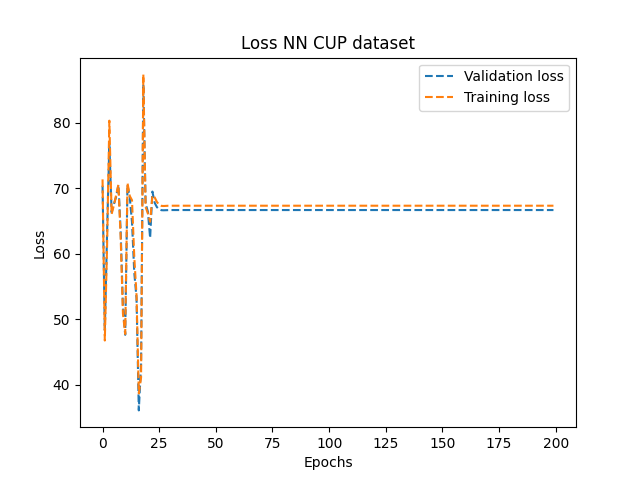 Loss NN CUP dataset
Validation loss
Training loss
80
70
60
50
40
Loss
0 25 50 75 100 125 150 175 200
Epochs